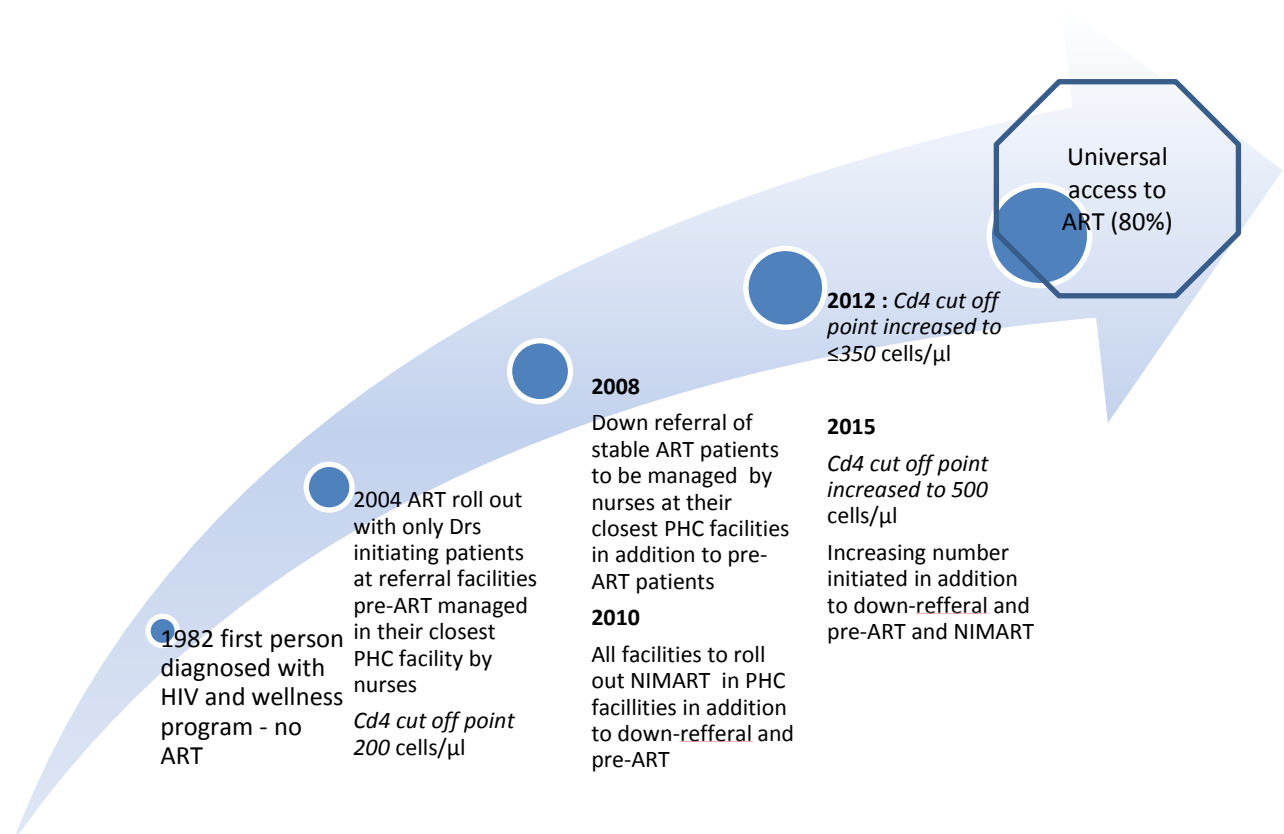 1982 first person
diagnosed with
HIV and wellness
program - no
ART
2004 ART roll out
with only Drs
initiating patients
at referral facilities
pre-ART managed
in their closest
PHC facility by
nurses
Cd4 cut off point
200 cells/µl
2008
Down referral of
stable ART patients
to be managed by
nurses at their
closest PHC facilities
in addition to pre-
ART patients
2010
All facilities to roll
out NIMART in PHC
facillities in addition
to down-refferal and
pre-ART
2012 : Cd4 cut off
point increased to
≤350 cells/µl
2015
Cd4 cut off point
increased to 500
cells/µl
Increasing number
initiated in addition
to down-refferal and
pre-ART and NIMART
Universal
access to
ART (80%)